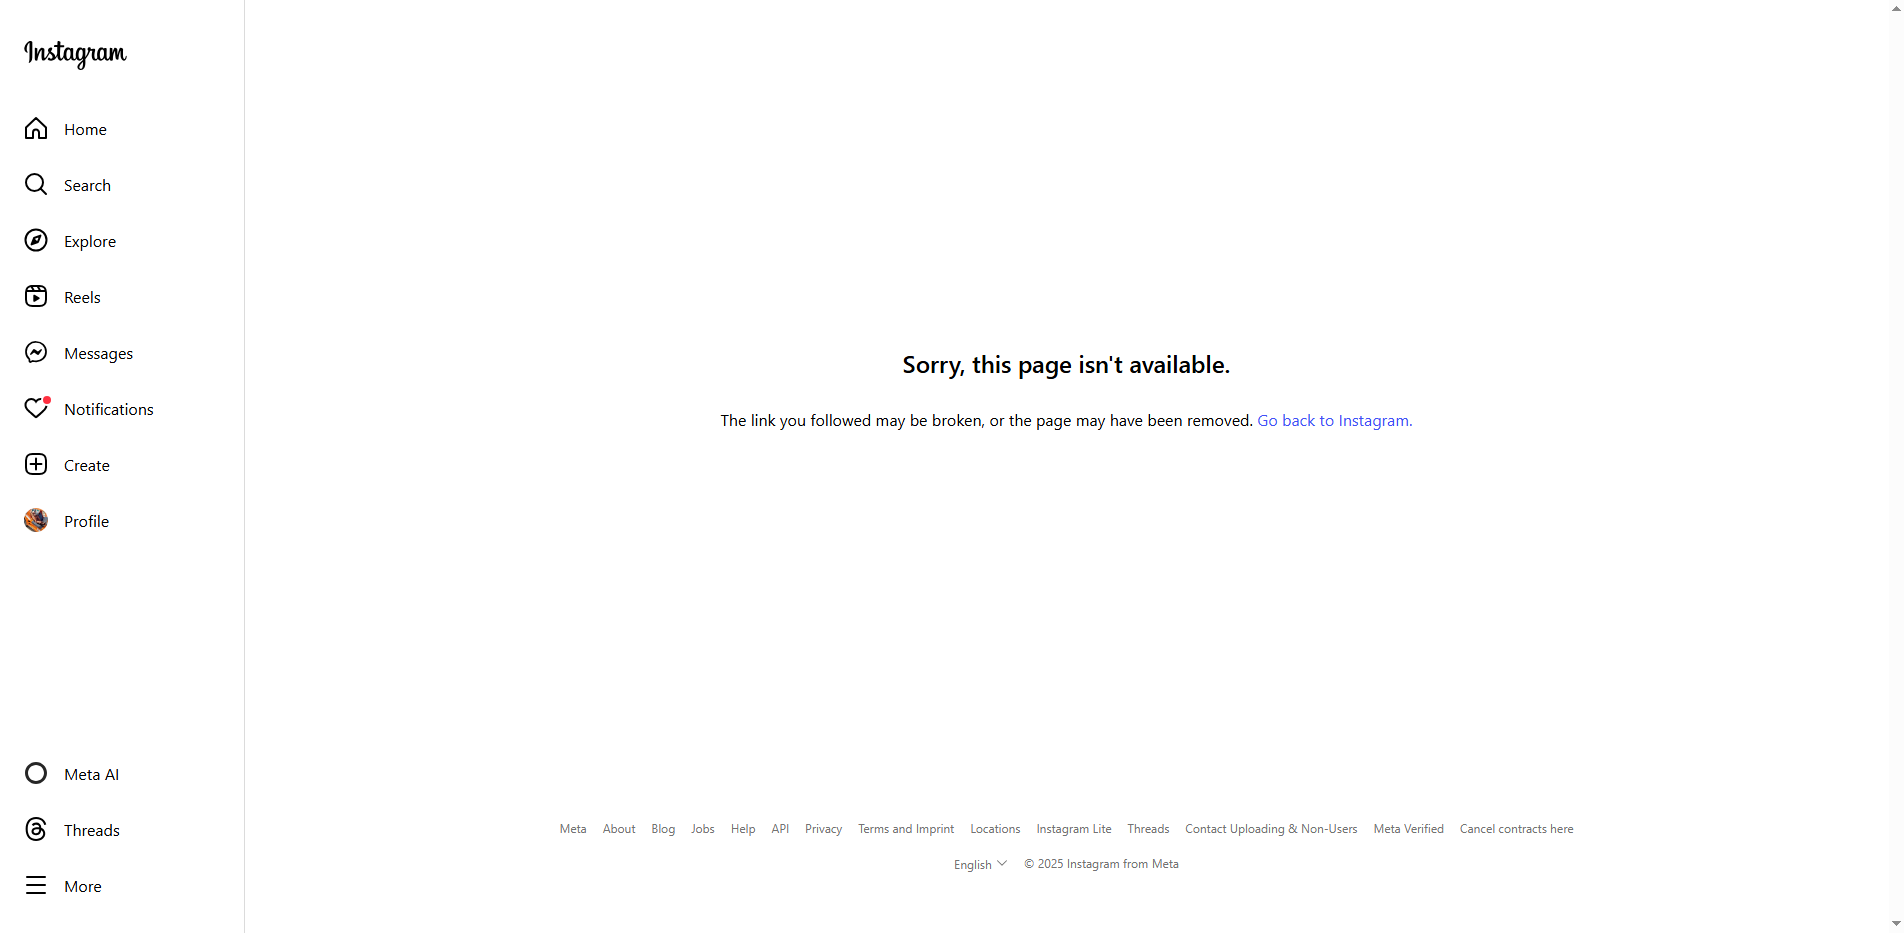 Instagram
Home
Search
Explore
Reels
Messages
Notifications
Create
Profile
Meta AI
Threads
More
Sorry, this page isn't available.
The link you followed may be broken, or the page may have been removed. Go back to Instagram.
Meta About Blog Jobs Help API Privacy Terms and Imprint Locations Instagram Lite Threads Contact Uploading & Non-Users Meta Verified Cancel contracts here
English © 2025 Instagram from Meta